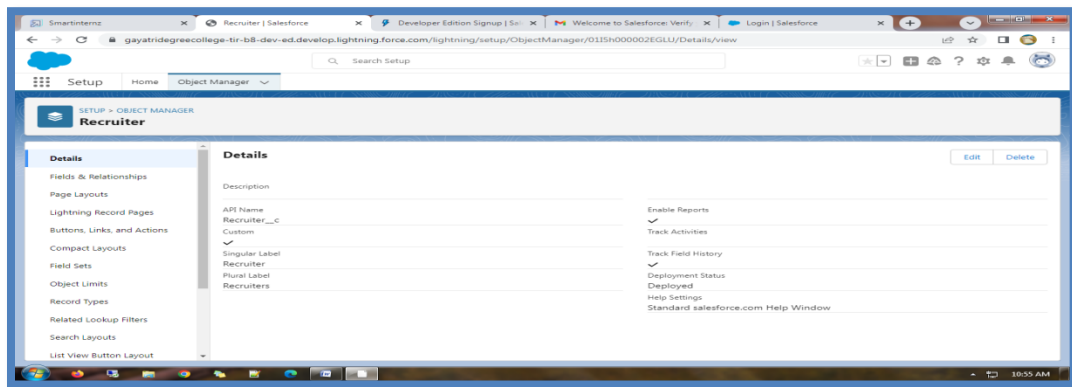 Smartinternz
Recruiter | Salesforce
Developer Edition Signup | Sal
Welcome to Salesforce: Verify
Login | Salesforce
gayatridegreecollege-tir-b8-dev-ed.develop.lightning.force.com/lightning/setup/ObjectManager/01I5h000002EGLU/Details/view
Search Setup
Setup
Home
Object Manager
SETUP > OBJECT MANAGER
Recruiter
Details
Fields & Relationships
Page Layouts
Lightning Record Pages
Buttons, Links, and Actions
Compact Layouts
Field Sets
Object Limits
Record Types
Related Lookup Filters
Search Layouts
List View Button Layout
Details
Edit
Delete
Description
API Name
Recruiter__c
Custom
Singular Label
Recruiter
Plural Label
Recruiters
Enable Reports
Track Activities
Track Field History
Deployment Status
Deployed
Help Settings
Standard salesforce.com Help Window
10:55 AM